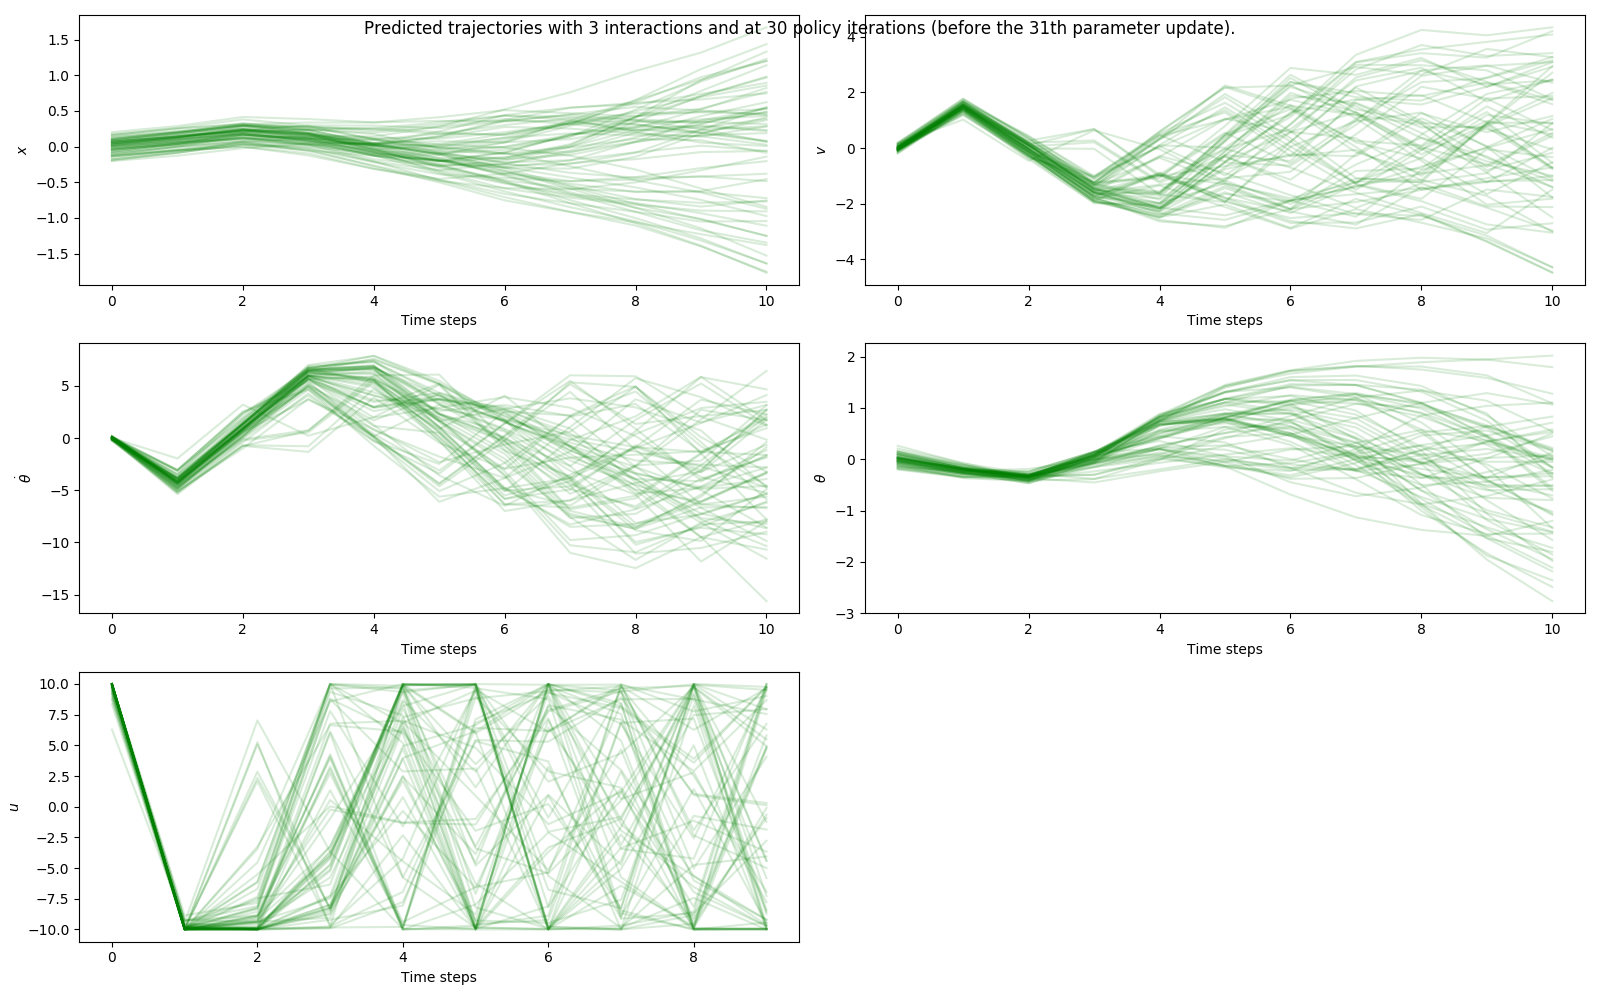 Predicted trajectories with 3 interactions and at 30 policy iterations (before the 31th parameter update).
1.5
1.0
0.5
0.0
−0.5
−1.0
−1.5
x
0 2 4 6 8 10
Time steps
4
2
0
−2
−4
v
0 2 4 6 8 10
Time steps
5
0
−5
−10
−15
θ̇
0 2 4 6 8 10
Time steps
2
1
0
−1
−2
−3
θ
0 2 4 6 8 10
Time steps
10.0
7.5
5.0
2.5
0.0
−2.5
−5.0
−7.5
−10.0
u
0 2 4 6 8
Time steps